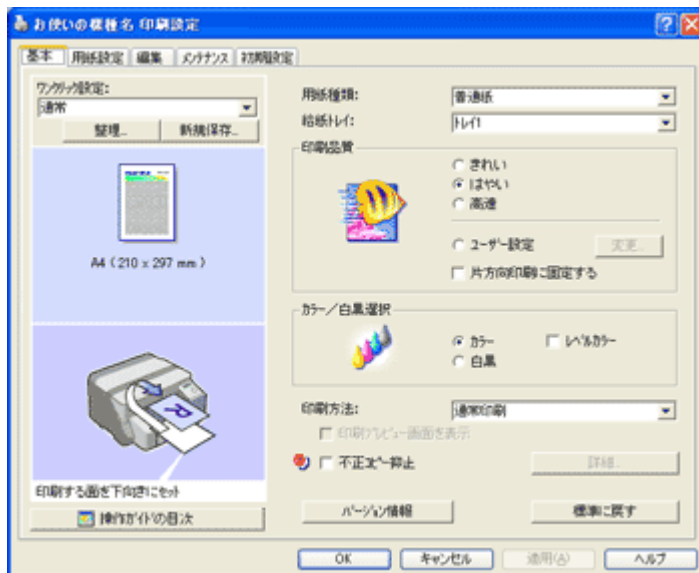 お使いの機種名 印刷設定
基本 用紙設定 編集 メンテナンス 初期設定
ワンクリック設定:
通常
整理... 新規保存...
A4 ( 210 x 297 mm )
R
印刷する面を下向きにセット
操作ガイドの目次
用紙種類: 普通紙
給紙トレイ: トレイ1
印刷品質
きれい
はやい
高速
ユーザー設定 変更...
片方向印刷に固定する
カラー/白黒選択
カラー レベルカラー
白黒
印刷方法: 通常印刷
印刷プレビュー画面を表示
不正コピー抑止 詳細...
バージョン情報 標準に戻す
OK キャンセル 適用(A) ヘルプ